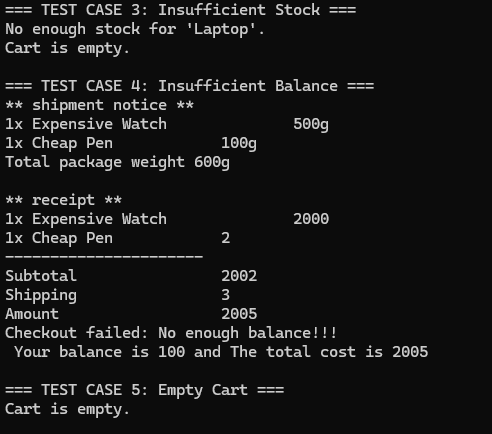 === TEST CASE 3: Insufficient Stock ===
No enough stock for 'Laptop'.
Cart is empty.
=== TEST CASE 4: Insufficient Balance ===
** shipment notice **
1x Expensive Watch 500g
1x Cheap Pen 100g
Total package weight 600g
** receipt **
1x Expensive Watch 2000
1x Cheap Pen 2
----------------------
Subtotal 2002
Shipping 3
Amount 2005
Checkout failed: No enough balance!!!
Your balance is 100 and The total cost is 2005
=== TEST CASE 5: Empty Cart ===
Cart is empty.